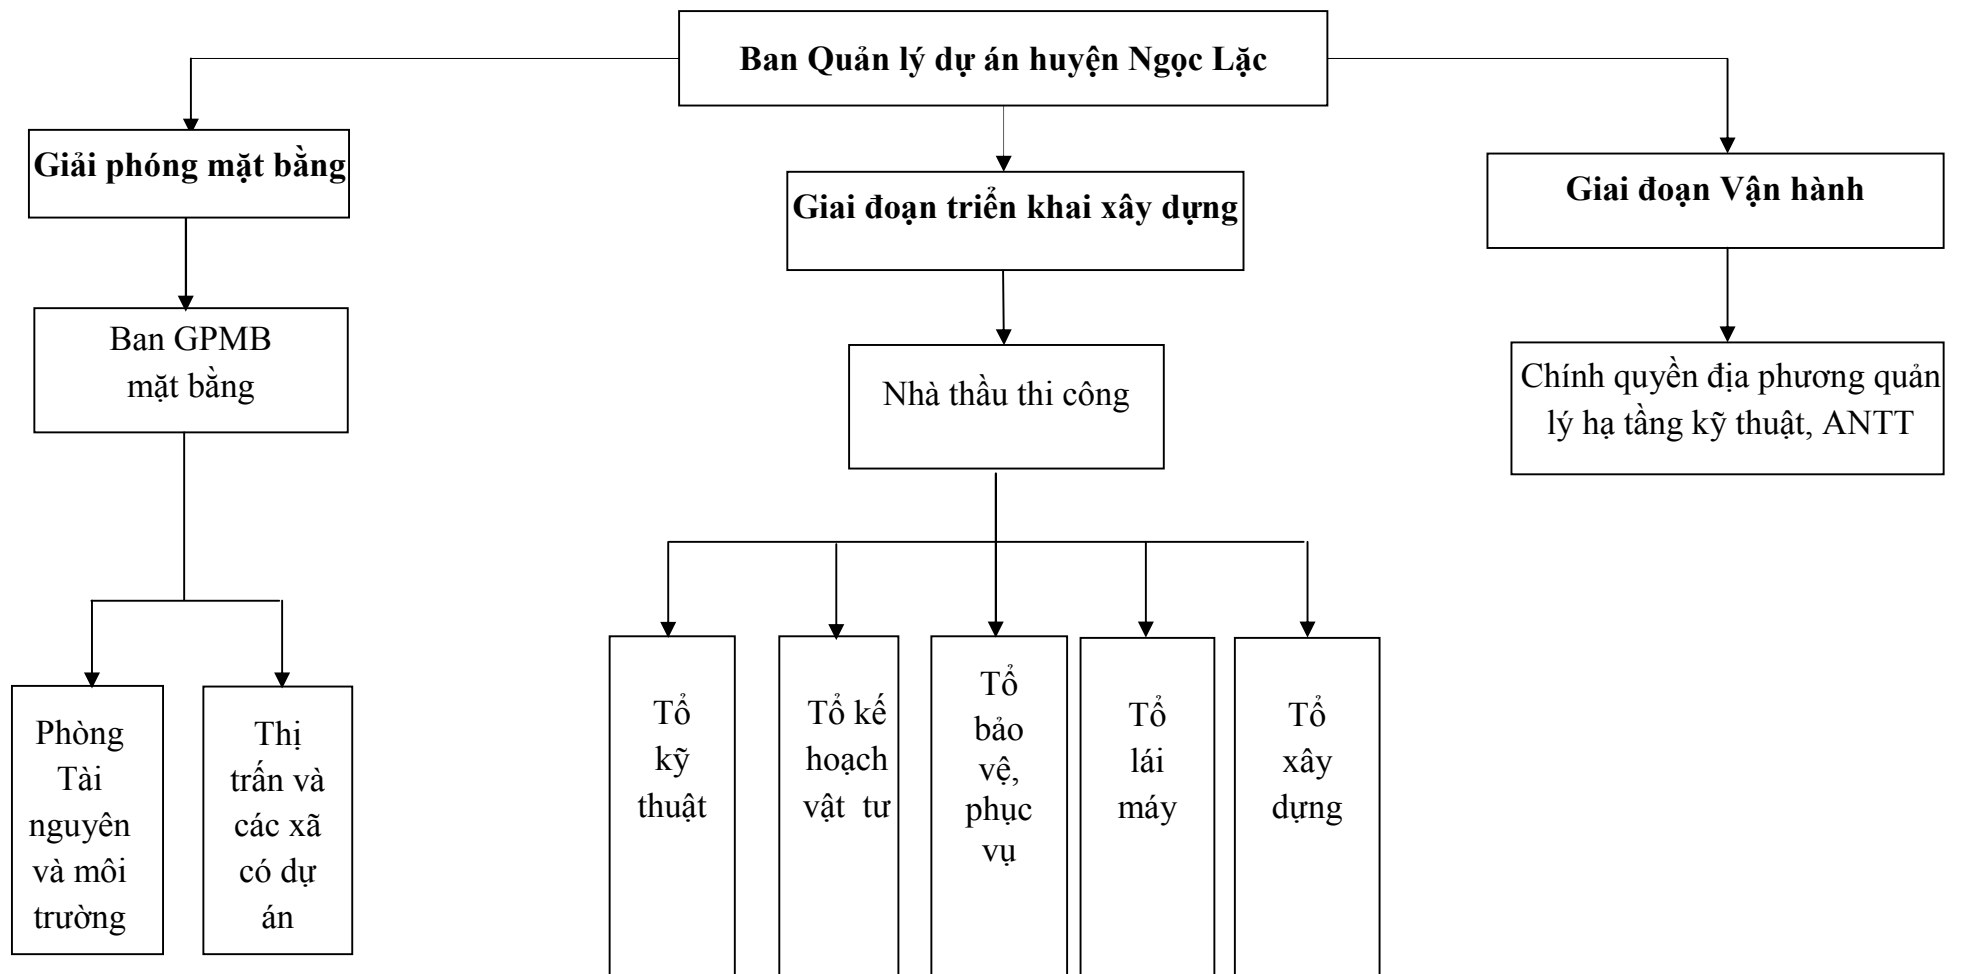 Ban Quản lý dự án huyện Ngọc Lặc
Giải phóng mặt bằng
Giai đoạn triển khai xây dựng
Giai đoạn Vận hành
Ban GPMB
mặt bằng
Nhà thầu thi công
Chính quyền địa phương quản
lý hạ tầng kỹ thuật, ANTT
Phòng
Tài
nguyên
và môi
trường
Thị
trấn và
các xã
có dự
án
Tổ
kỹ
thuật
Tổ kế
hoạch
vật tư
Tổ
bảo
vệ,
phục
vụ
Tổ
lái
máy
Tổ
xây
dựng